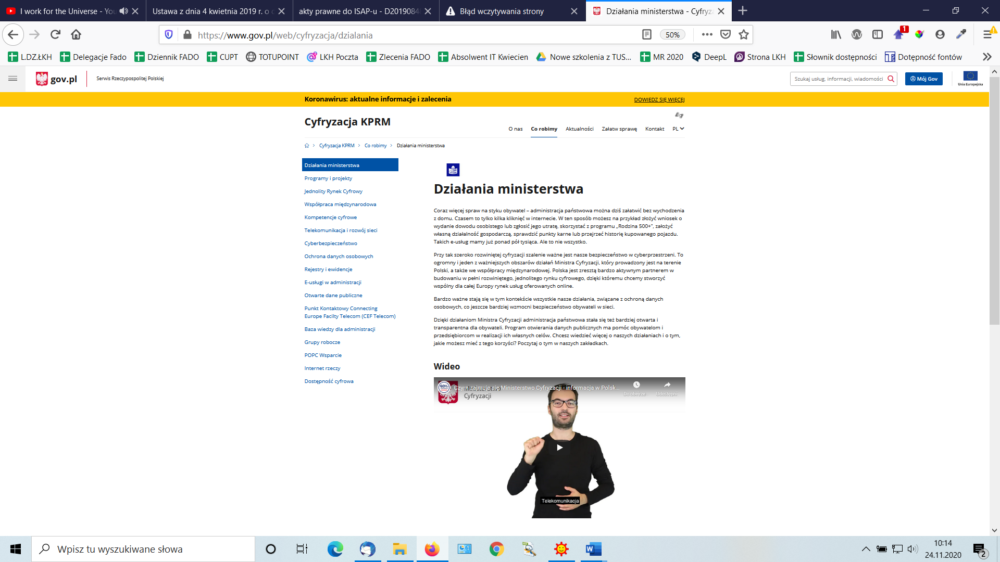 I work for the Universe - You
Ustawa z dnia 4 kwietnia 2019 r. o d
akty prawne do ISAP-u - D2019084
Błąd wczytywania strony
Działania ministerstwa - Cyfryza
https://www.gov.pl/web/cyfryzacja/dzialania
50%
1
L.DZ.ŁKH
Delegacje Fado
Dziennik FADO
CUPT
TOTUPOINT
LKH Poczta
Zlecenia FADO
Absolwent IT Kwiecien
Nowe szkolenia z TUS...
MR 2020
DeepL
Strona LKH
Słownik dostępności
Dotępność fontów
gov.pl
Serwis Rzeczypospolitej Polskiej
Szukaj usług, informacji, wiadomości
Mój Gov
Unia Europejska
Koronawirus: aktualne informacje i zalecenia
DOWIEDZ SIĘ WIĘCEJ
Cyfryzacja KPRM
O nas
Co robimy
Aktualności
Załatw sprawę
Kontakt
PL
Cyfryzacja KPRM
Co robimy
Działania ministerstwa
Działania ministerstwa
Programy i projekty
Jednolity Rynek Cyfrowy
Współpraca międzynarodowa
Kompetencje cyfrowe
Telekomunikacja i rozwój sieci
Cyberbezpieczeństwo
Ochrona danych osobowych
Rejestry i ewidencje
E-usługi w administracji
Otwarte dane publiczne
Punkt Kontaktowy Connecting
Europe Facilty Telecom (CEF Telecom)
Baza wiedzy dla administracji
Grupy robocze
POPC Wsparcie
Internet rzeczy
Dostępność cyfrowa
Działania ministerstwa
Coraz więcej spraw na styku obywatel – administracja państwowa można dziś załatwić bez wychodzenia
z domu. Czasem to tylko kilka kliknięć w internecie. W ten sposób możesz na przykład złożyć wniosek o
wydanie dowodu osobistego lub zgłosić jego utratę, skorzystać z programu „Rodzina 500+”, założyć
własną działalność gospodarczą, sprawdzić punkty karne lub przejrzeć historię kupowanego pojazdu.
Takich e-usług mamy już ponad pół tysiąca. Ale to nie wszystko.
Przy tak szeroko rozwiniętej cyfryzacji szalenie ważne jest nasze bezpieczeństwo w cyberprzestrzeni. To
ogromny i jeden z ważniejszych obszarów działań Ministra Cyfryzacji, który prowadzony jest na terenie
Polski, a także we współpracy międzynarodowej. Polska jest zresztą bardzo aktywnym partnerem w
budowaniu w pełni rozwiniętego, jednolitego rynku cyfrowego, dzięki któremu chcemy stworzyć
wspólny dla całej Europy rynek usług oferowanych online.
Bardzo ważne stają się w tym kontekście wszystkie nasze działania, związane z ochroną danych
osobowych, co jeszcze bardziej wzmocni bezpieczeństwo obywateli w sieci.
Dzięki działaniom Ministra Cyfryzacji administracja państwowa stała się też bardziej otwarta i
transparentna dla obywateli. Program otwierania danych publicznych ma pomóc obywatelom i
przedsiębiorcom w realizacji ich własnych celów. Chcesz wiedzieć więcej o naszych działaniach i o tym,
jakie możesz mieć z tego korzyści? Poczytaj o tym w naszych zakładkach.
Wideo
GOV.PL
Czym zajmuje się Ministerstwo Cyfryzacji - informacja w Polsk...
Cyfryzacji
Do obejrze...
Udostępnij
Telekomunikacja
Wpisz tu wyszukiwane słowa
10:14
24.11.2020
2